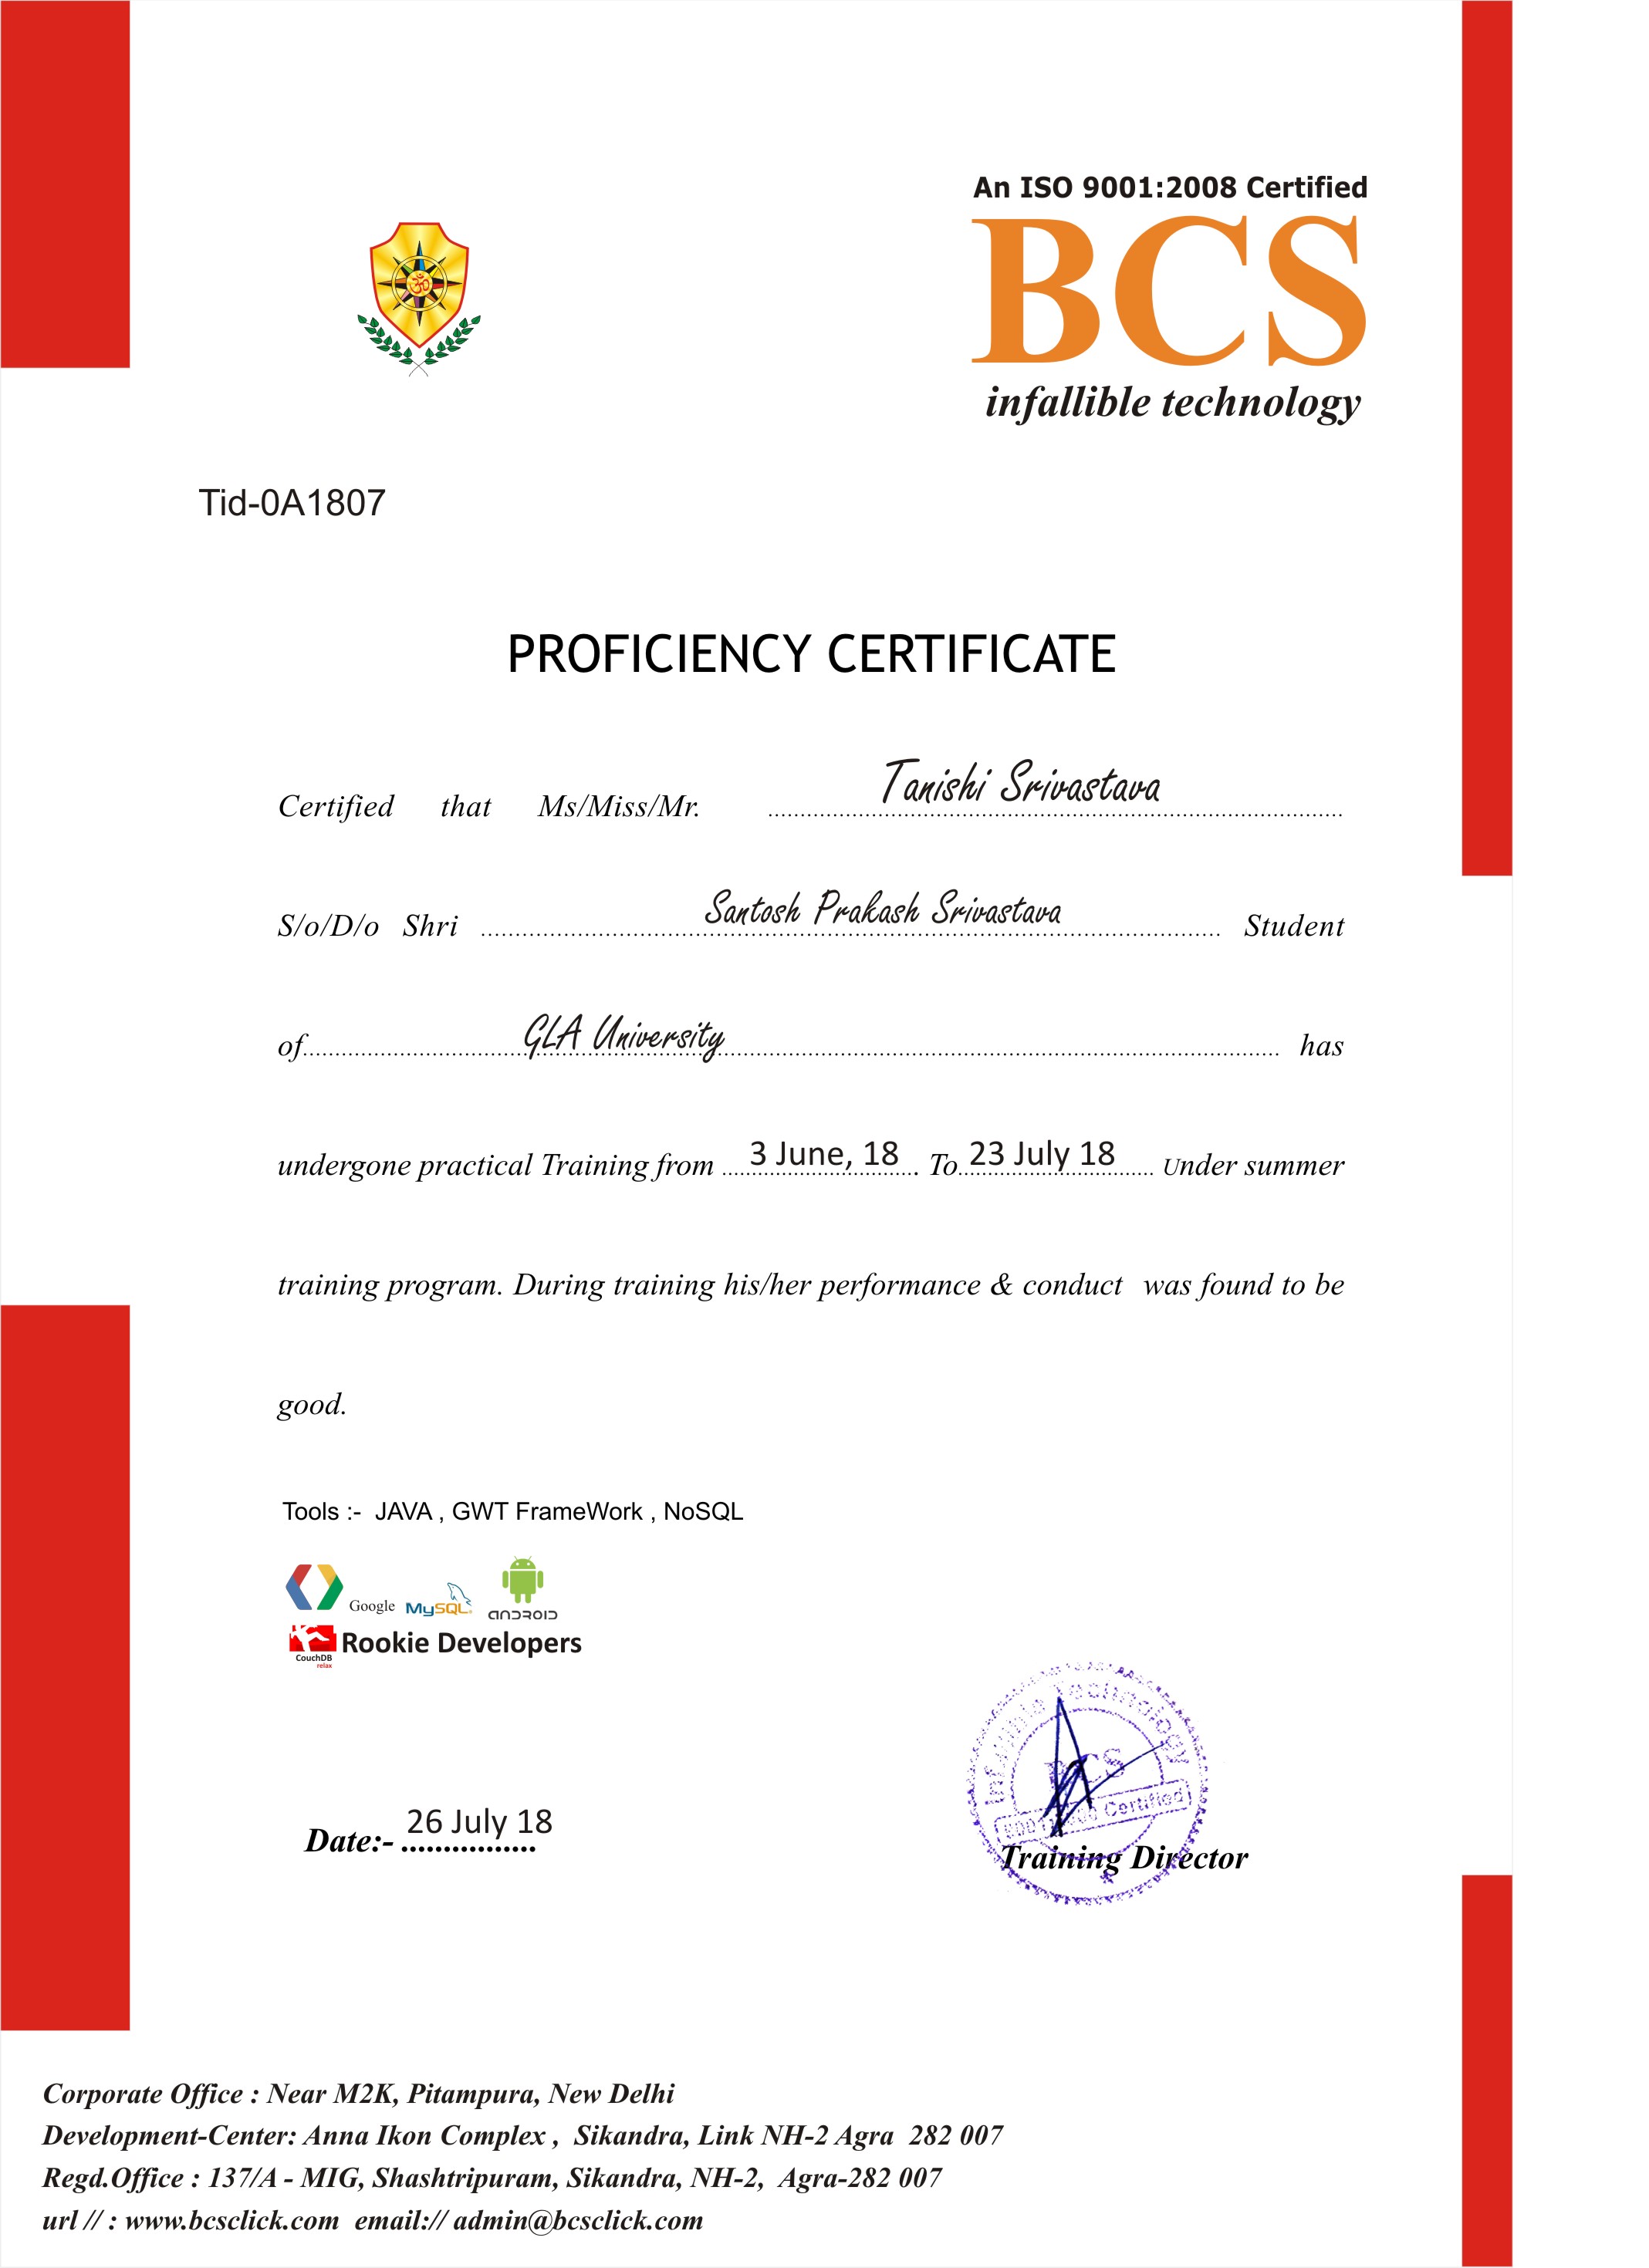 An ISO 9001:2008 Certified
BCS
infallible technology
Tid-0A1807
PROFICIENCY CERTIFICATE
Certified that Ms/Miss/Mr. Tanishi Srivastava
S/o/D/o Shri Santosh Prakash Srivastava Student
of GLA University has
undergone practical Training from 3 June, 18 To 23 July 18 Under summer
training program. During training his/her performance & conduct was found to be
good.
Tools :- JAVA , GWT FrameWork , NoSQL
Google MySQL ANDROID
CouchDB relax Rookie Developers
Technology
BCS
Certified
Date:- 26 July 18
Training Director
Corporate Office : Near M2K, Pitampura, New Delhi
Development-Center: Anna Ikon Complex , Sikandra, Link NH-2 Agra 282 007
Regd.Office : 137/A - MIG, Shashtripuram, Sikandra, NH-2, Agra-282 007
url // : www.bcsclick.com email:// admin@bcsclick.com